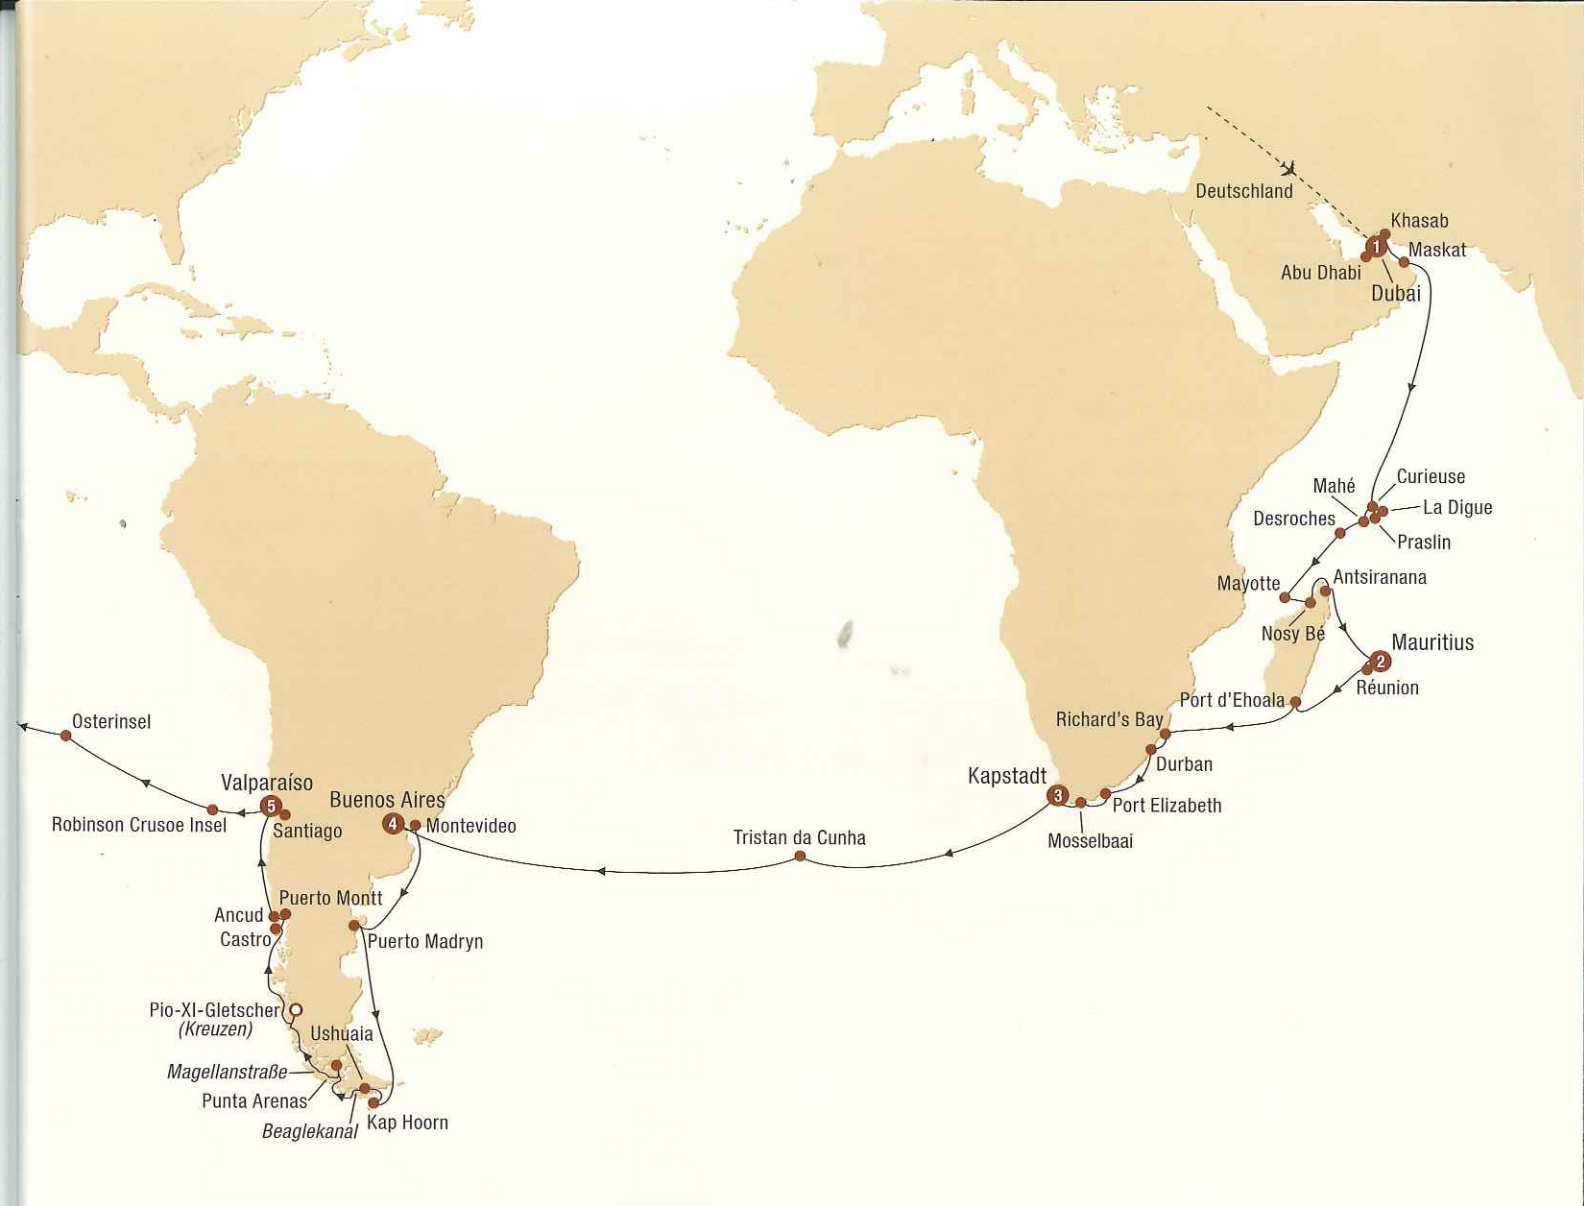 Deutschland
Khasab
1
Maskat
Abu Dhabi
Dubai
Curieuse
Mahé
La Digue
Desroches
Praslin
Antsiranana
Mayotte
Nosy Bé
Mauritius
2
Réunion
Port d'Ehoala
Richard's Bay
Durban
Kapstadt
3
Port Elizabeth
Mosselbaai
Tristan da Cunha
Buenos Aires
4
Montevideo
Puerto Madryn
Kap Hoorn
Ushuaia
Beaglekanal
Punta Arenas
Magellanstraße
Pio-XI-Gletscher
(Kreuzen)
Castro
Ancud
Puerto Montt
Valparaíso
5
Santiago
Robinson Crusoe Insel
Osterinsel